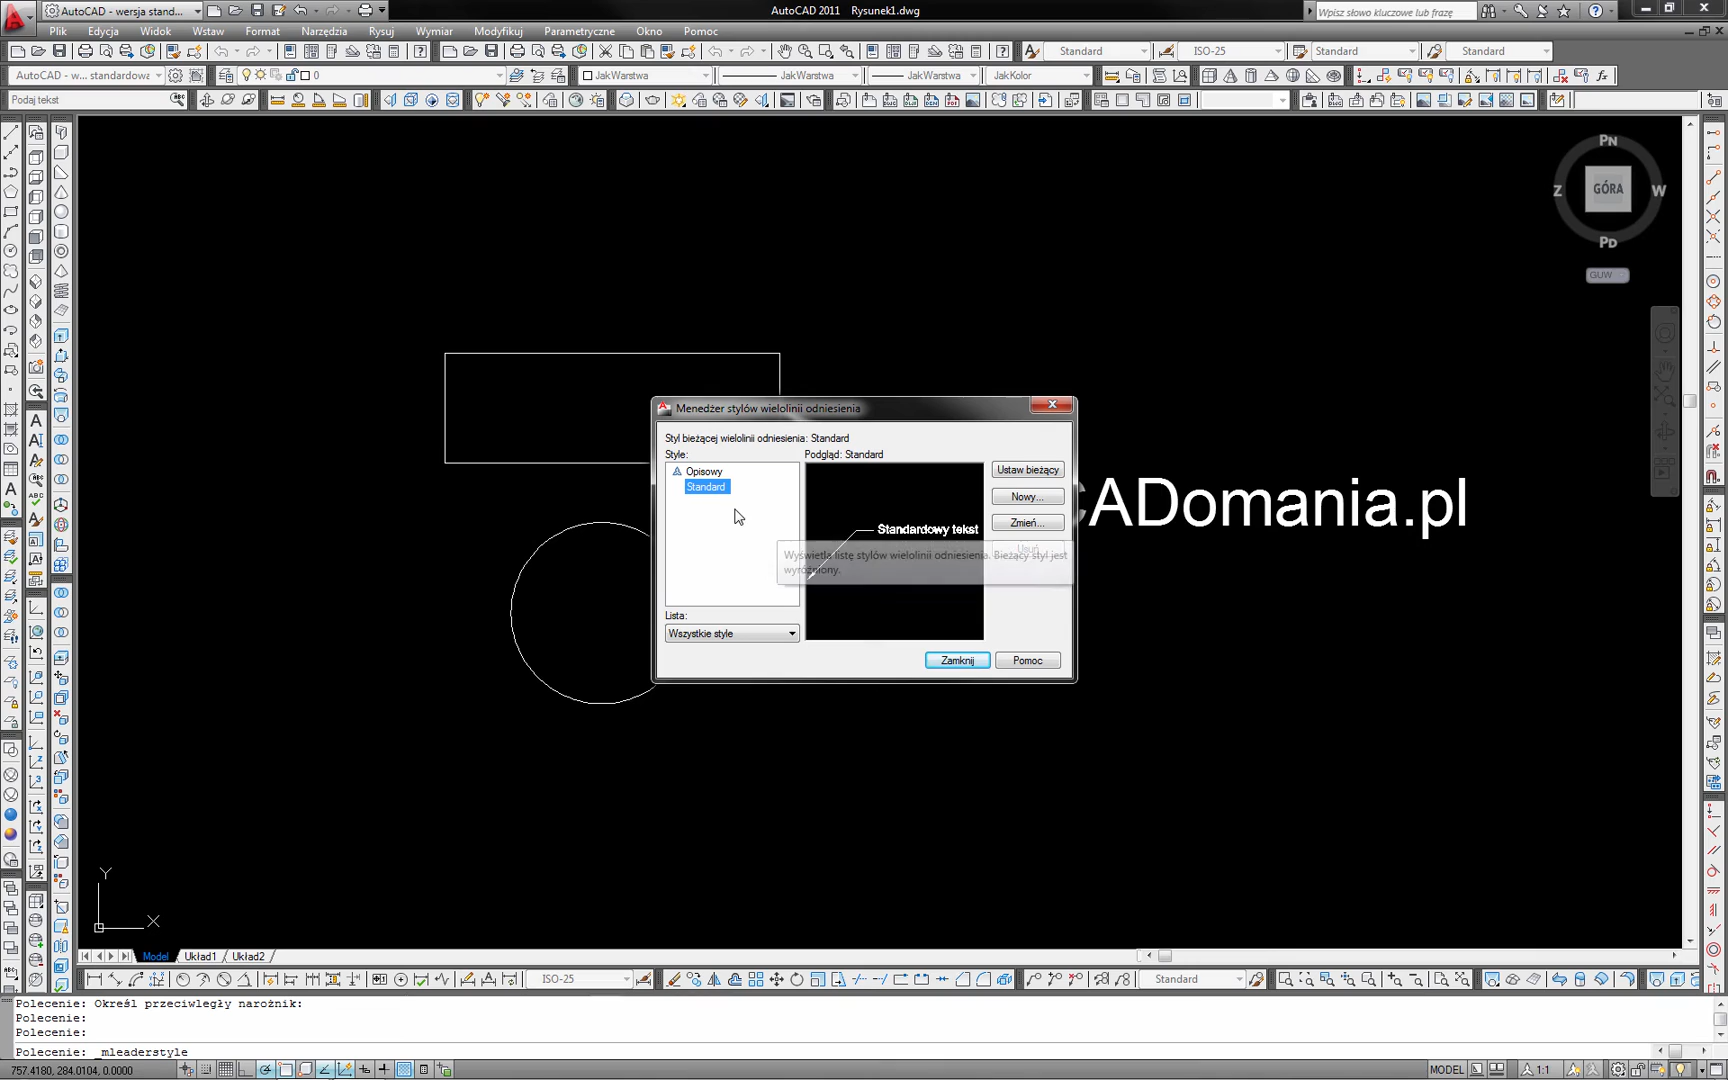 AutoCAD - wersja stand...
AutoCAD 2011 Rysunek1.dwg
Wpisz słowo kluczowe lub frazę
Plik Edycja Widok Wstaw Format Narzędzia Rysuj Wymiar Modyfikuj Parametryczne Okno Pomoc
Standard ISO-25 Standard Standard
AutoCAD - w... standardowa 0 JakWarstwa JakWarstwa JakWarstwa JakKolor
Podaj tekst
PN
Z GÓRA W
PD
GUW
Menedżer stylów wielolinii odniesienia
Styl bieżącej wielolinii odniesienia: Standard
Style: Podgląd: Standard
Opisowy
Standard
Ustaw bieżący
Nowy...
Zmień...
Usuń
Standardowy tekst
Wyświetla listę stylów wielolinii odniesienia. Bieżący styl jest
wyróżniony.
Lista:
Wszystkie style
Zamknij Pomoc
CADomania.pl
Y
X
Model Układ1 Układ2
ISO-25 Standard
Polecenie: Określ przeciwległy narożnik:
Polecenie:
Polecenie:
Polecenie: _mleaderstyle
757.4180, 284.0104, 0.0000
MODEL 1:1